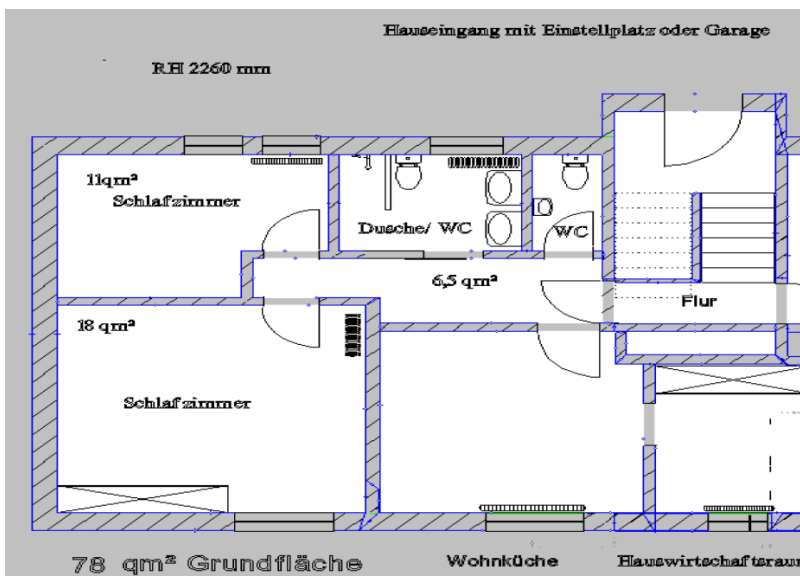 Hauseingang mit Einstellplatz oder Garage
RH 2260 mm
11qm²
Schlafzimmer
Dusche/ WC
WC
6,5 qm²
Flur
18 qm²
Schlafzimmer
78 qm² Grundfläche
Wohnküche
Hauswirtschaftsraum